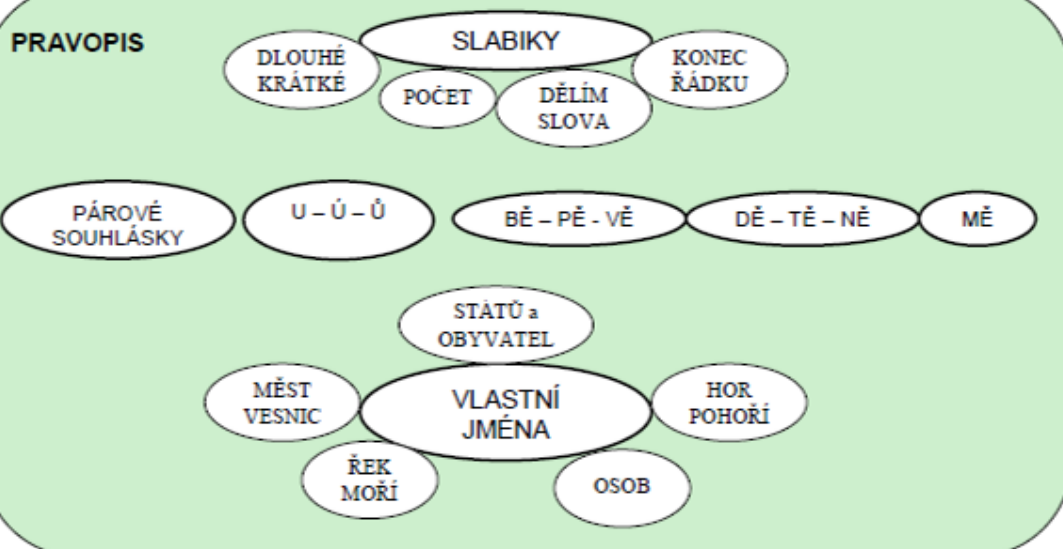 PRAVOPIS
SLABIKY
DLOUHÉ
KRÁTKÉ
POČET
DĚLÍM
SLOVA
KONEC
ŘÁDKU
PÁROVÉ
SOUHLÁSKY
U – Ú – Ů
BĚ – PĚ - VĚ
DĚ – TĚ – NĚ
MĚ
STÁTŮ a
OBYVATEL
MĚST
VESNIC
VLASTNÍ
JMÉNA
HOR
POHOŘÍ
ŘEK
MOŘÍ
OSOB